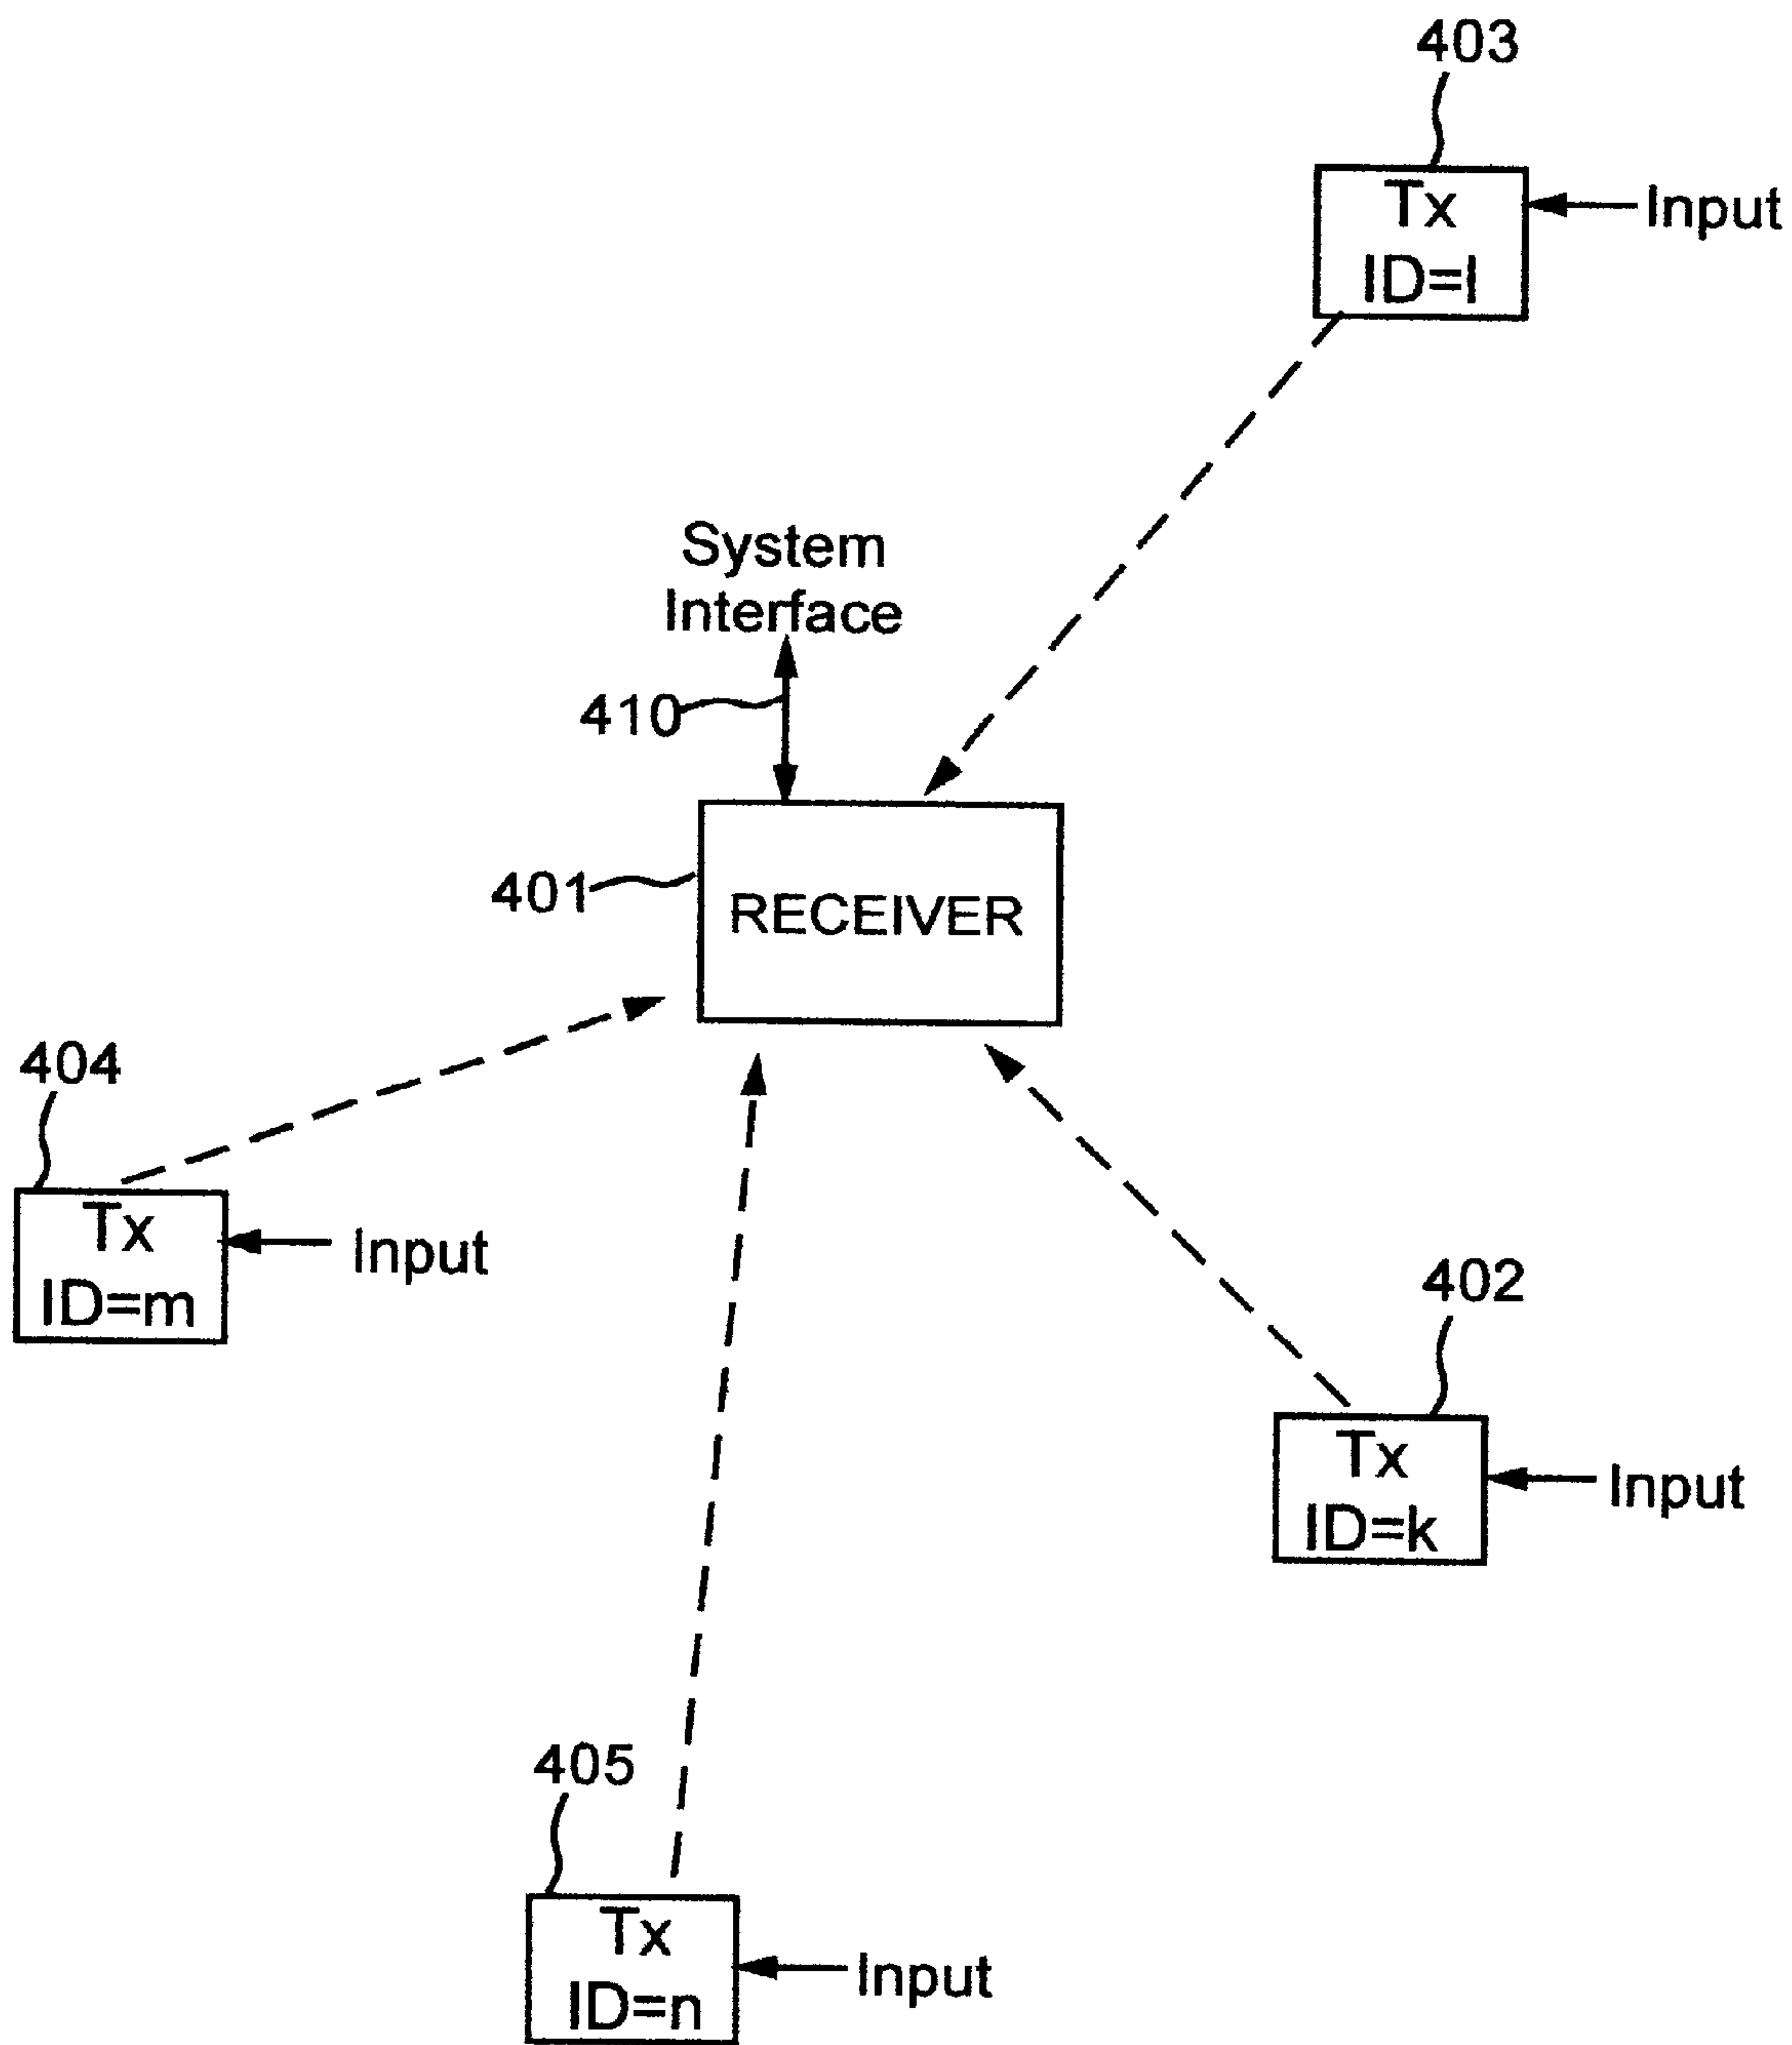 403
Tx
ID=l
Input
System
Interface
410
401
RECEIVER
404
Tx
ID=m
Input
402
Tx
ID=k
Input
405
Tx
ID=n
Input